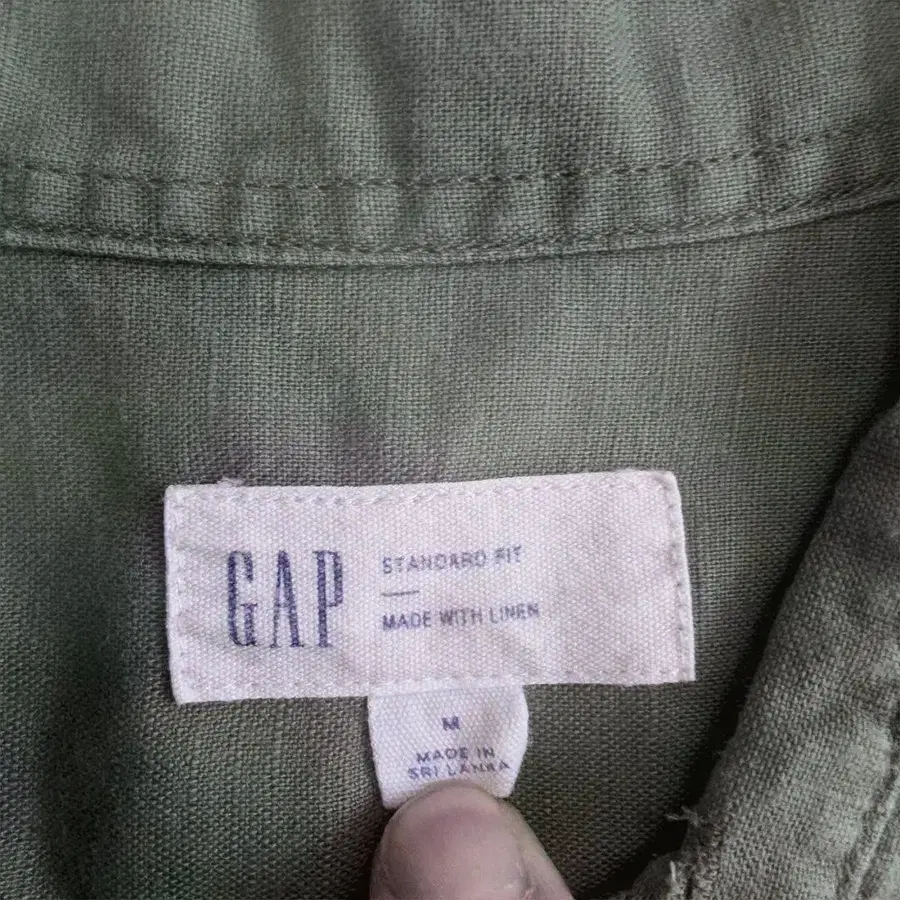 GAP
STANDARD FIT
MADE WITH LINEN
M
MADE IN
SRI LANKA